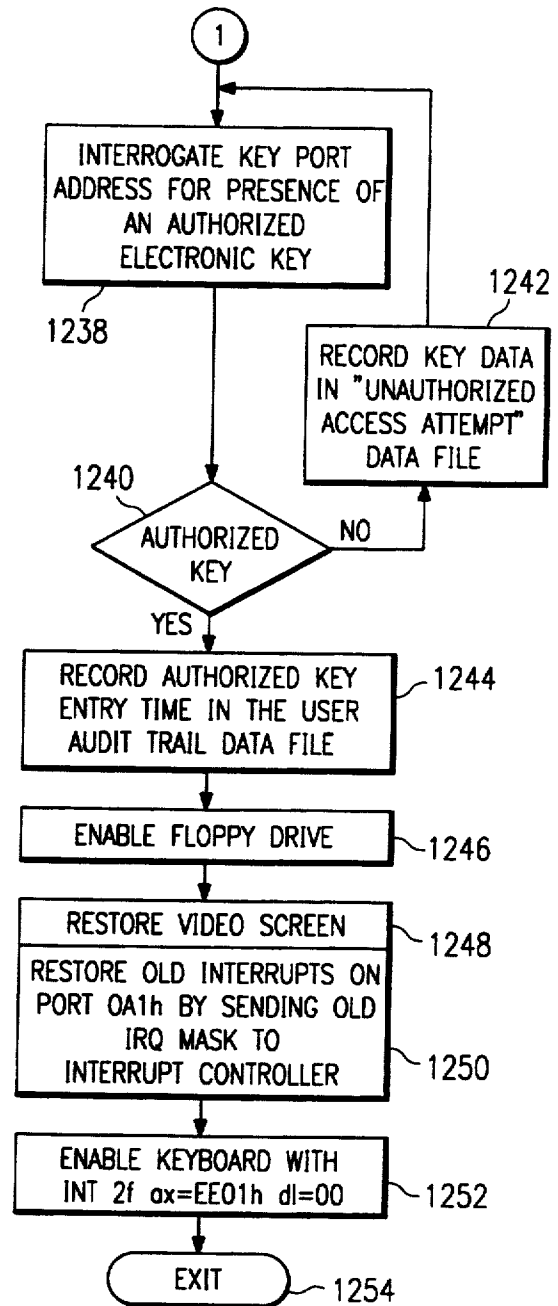 1
INTERROGATE KEY PORT
ADDRESS FOR PRESENCE OF
AN AUTHORIZED
ELECTRONIC KEY
1238
1242
RECORD KEY DATA
IN "UNAUTHORIZED
ACCESS ATTEMPT"
DATA FILE
1240
AUTHORIZED
KEY
NO
YES
RECORD AUTHORIZED KEY
ENTRY TIME IN THE USER
AUDIT TRAIL DATA FILE
1244
ENABLE FLOPPY DRIVE
1246
RESTORE VIDEO SCREEN
1248
RESTORE OLD INTERRUPTS ON
PORT 0A1h BY SENDING OLD
IRQ MASK TO
INTERRUPT CONTROLLER
1250
ENABLE KEYBOARD WITH
INT 2f ax=EE01h dl=00
1252
EXIT
1254